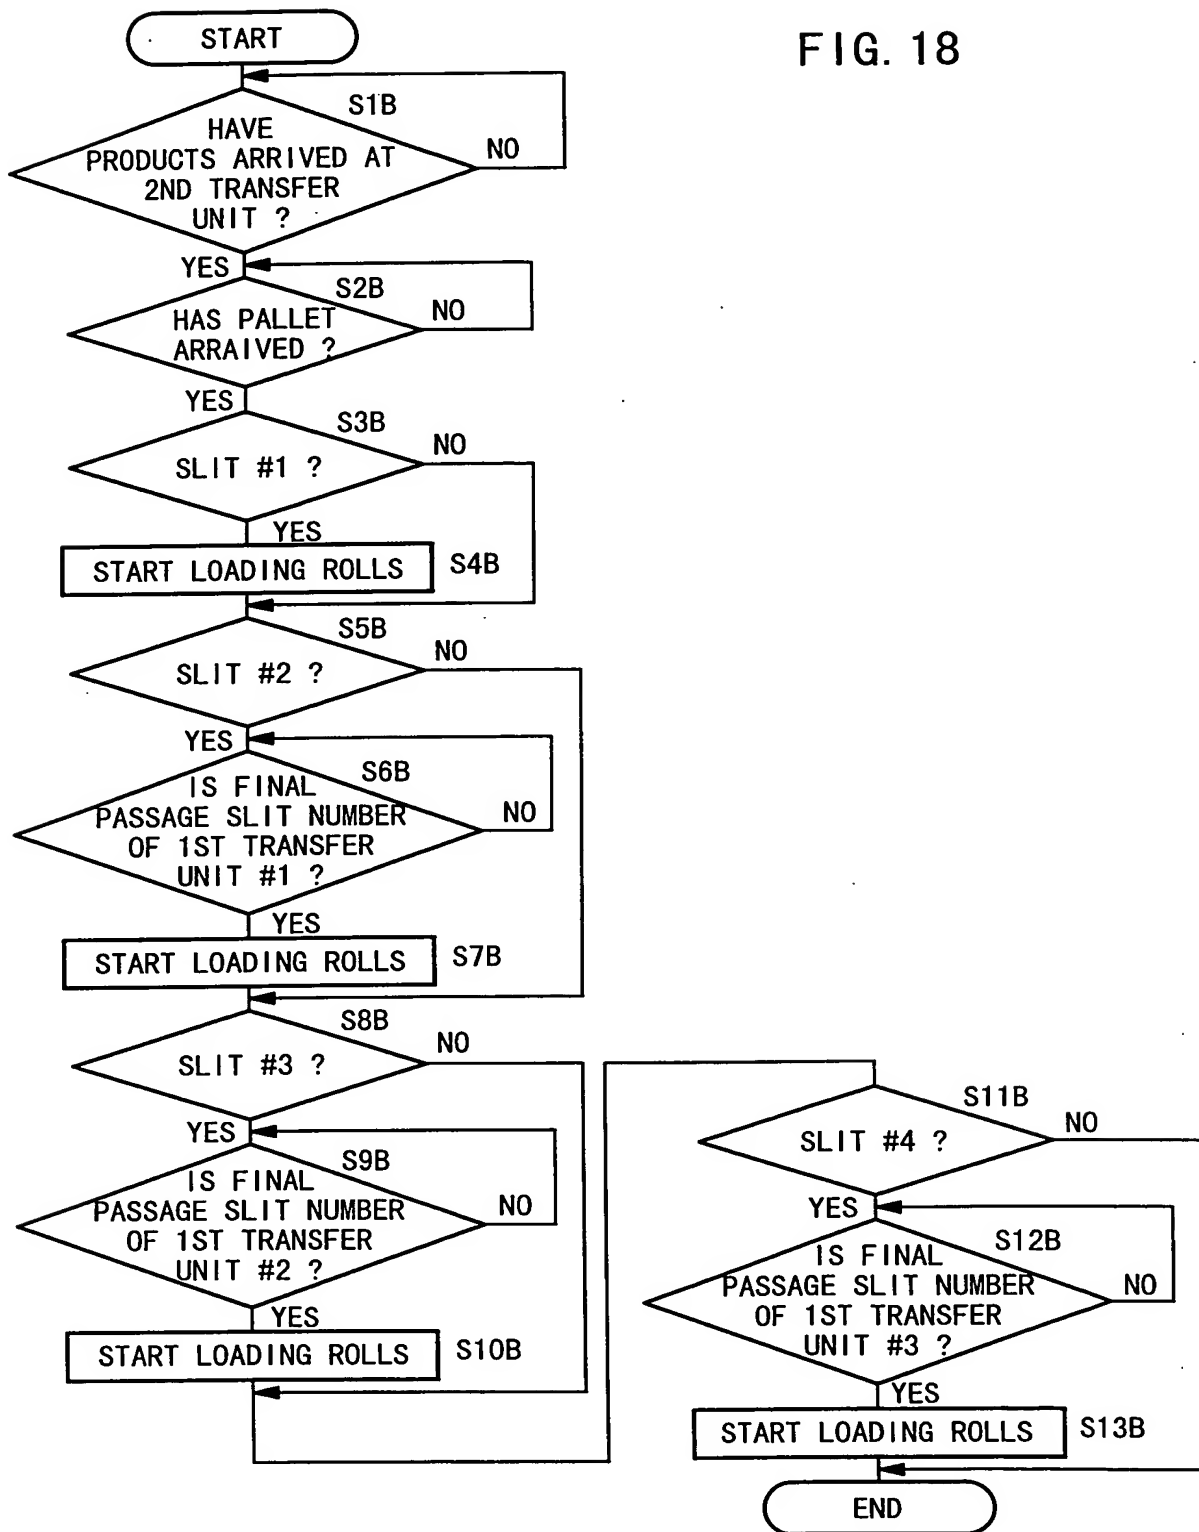 FIG. 18
START
S1B
HAVE
PRODUCTS ARRIVED AT
2ND TRANSFER
UNIT ?
NO
YES
S2B
HAS PALLET
ARRAIVED ?
NO
YES
S3B
SLIT #1 ?
NO
YES
START LOADING ROLLS
S4B
S5B
SLIT #2 ?
NO
YES
S6B
IS FINAL
PASSAGE SLIT NUMBER
OF 1ST TRANSFER
UNIT #1 ?
NO
YES
START LOADING ROLLS
S7B
S8B
SLIT #3 ?
NO
YES
S9B
IS FINAL
PASSAGE SLIT NUMBER
OF 1ST TRANSFER
UNIT #2 ?
NO
YES
START LOADING ROLLS
S10B
S11B
SLIT #4 ?
NO
YES
S12B
IS FINAL
PASSAGE SLIT NUMBER
OF 1ST TRANSFER
UNIT #3 ?
NO
YES
START LOADING ROLLS
S13B
END